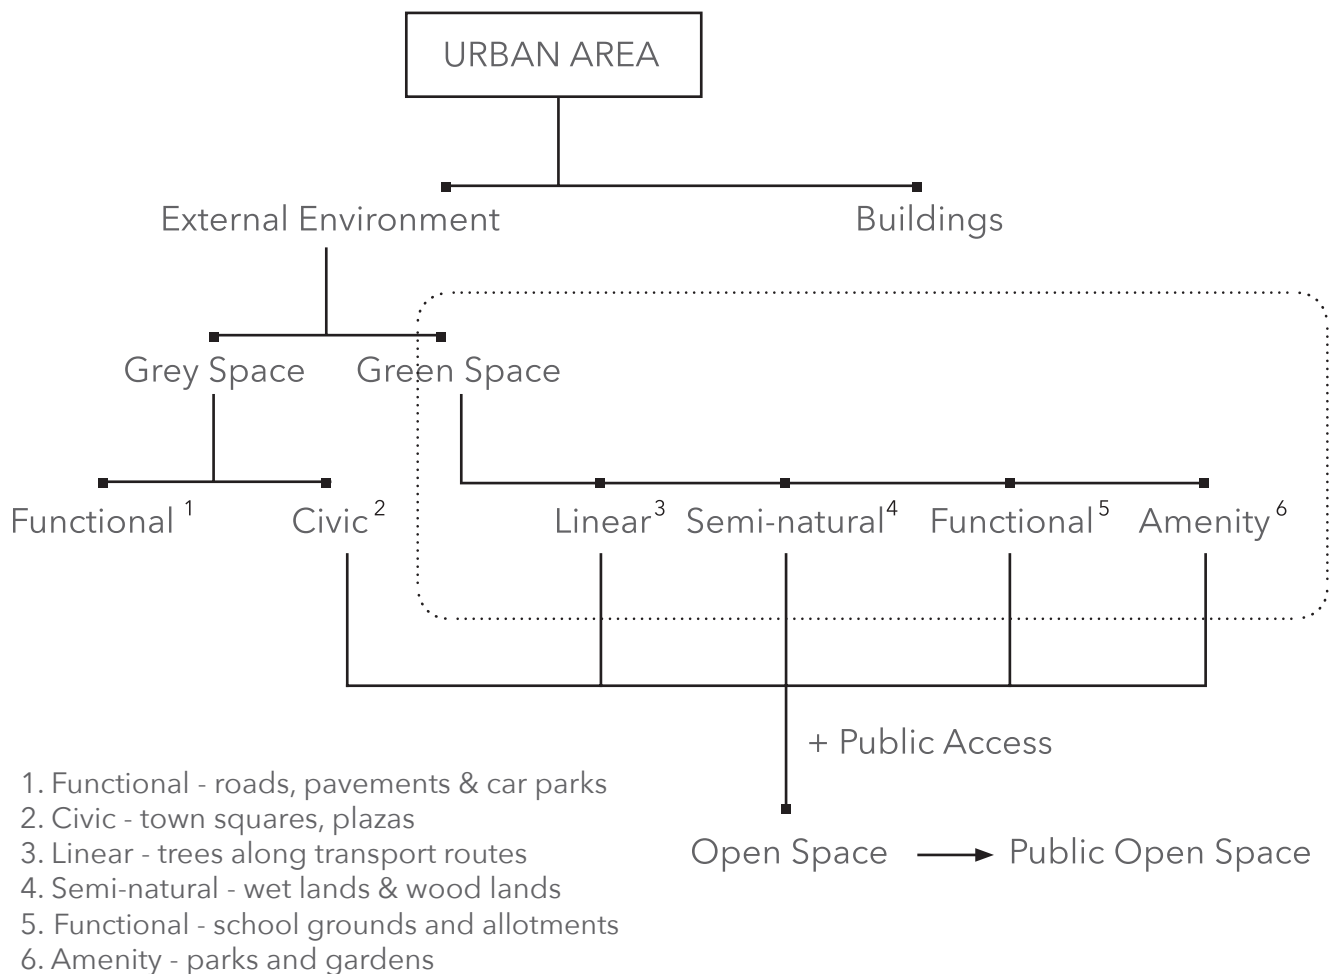 URBAN AREA
External Environment
Buildings
Grey Space
Green Space
Functional 1
Civic 2
Linear 3
Semi-natural 4
Functional 5
Amenity 6
+ Public Access
Open Space
Public Open Space
1. Functional - roads, pavements & car parks
2. Civic - town squares, plazas
3. Linear - trees along transport routes
4. Semi-natural - wet lands & wood lands
5. Functional - school grounds and allotments
6. Amenity - parks and gardens